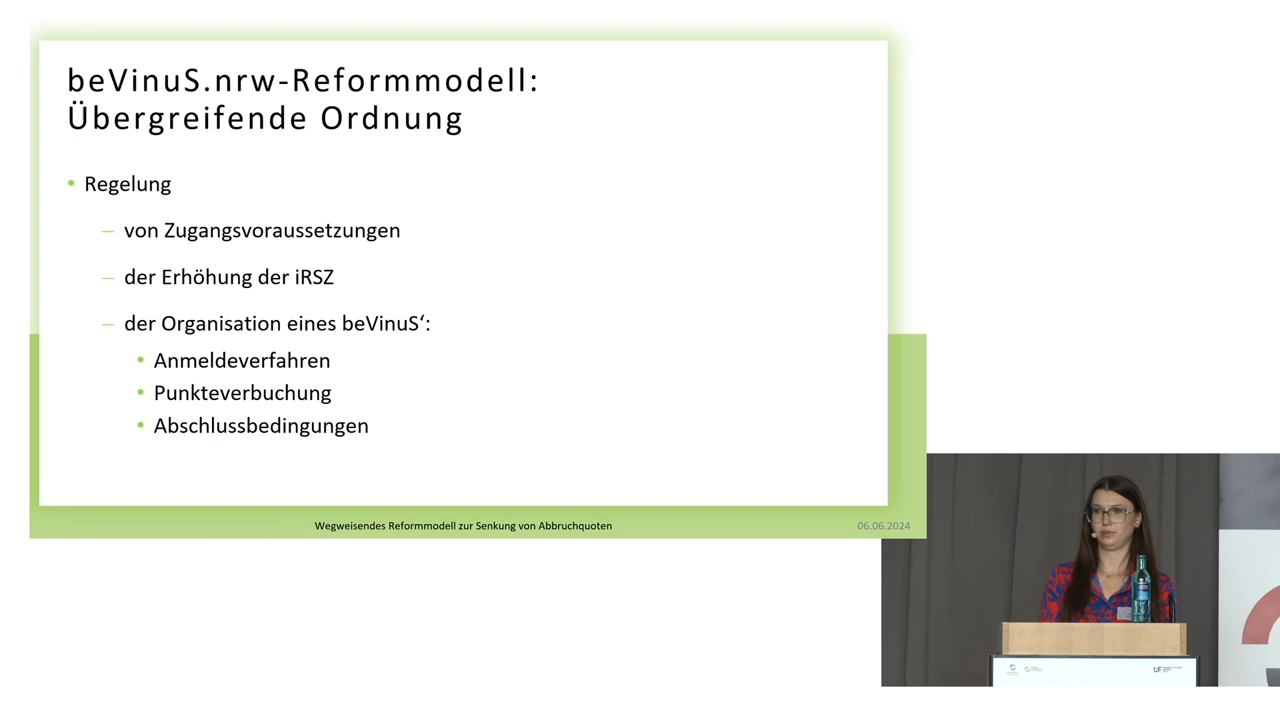 beVinuS.nrw-Reformmodell:
Übergreifende Ordnung
• Regelung
– von Zugangsvoraussetzungen
– der Erhöhung der iRSZ
– der Organisation eines beVinuS‘:
• Anmeldeverfahren
• Punkteverbuchung
• Abschlussbedingungen
Wegweisendes Reformmodell zur Senkung von Abbruchquoten
06.06.2024